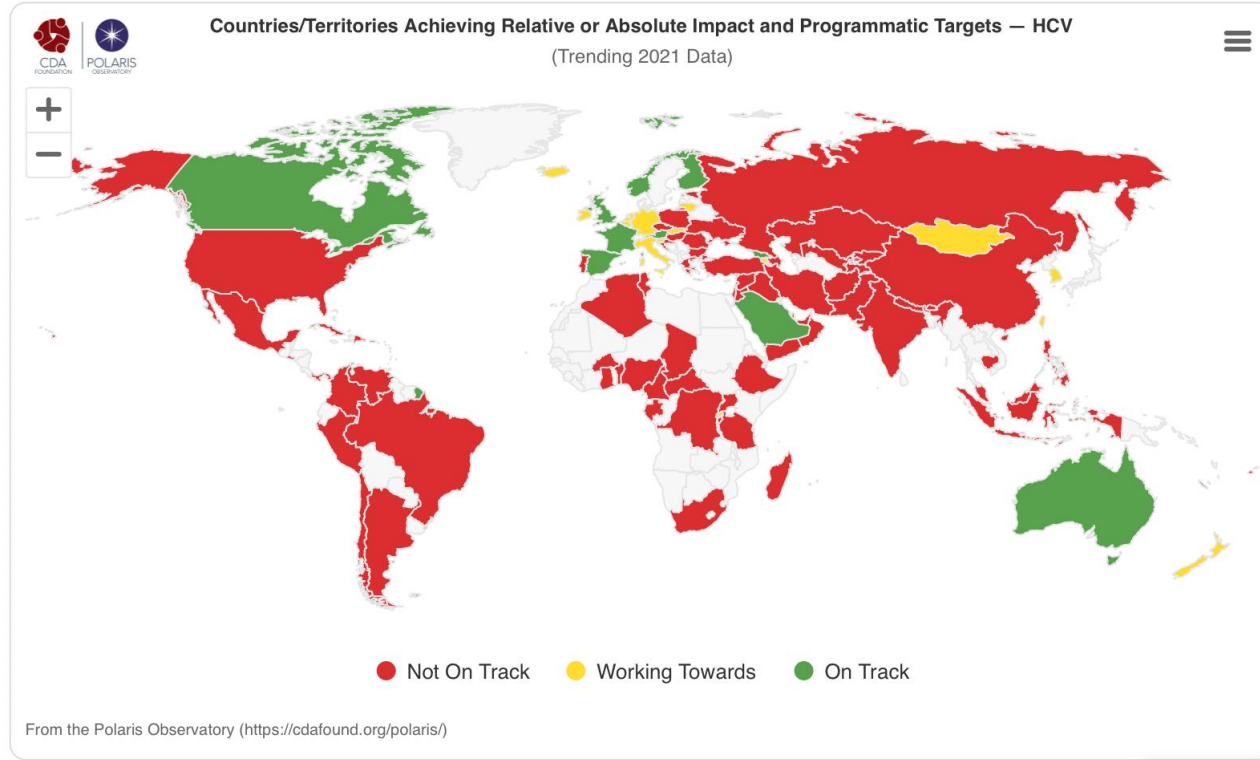 Countries/Territories Achieving Relative or Absolute Impact and Programmatic Targets — HCV
(Trending 2021 Data)
CDA
FOUNDATION
POLARIS
OBSERVATORY
+
−
Not On Track
Working Towards
On Track
From the Polaris Observatory (https://cdafound.org/polaris/)